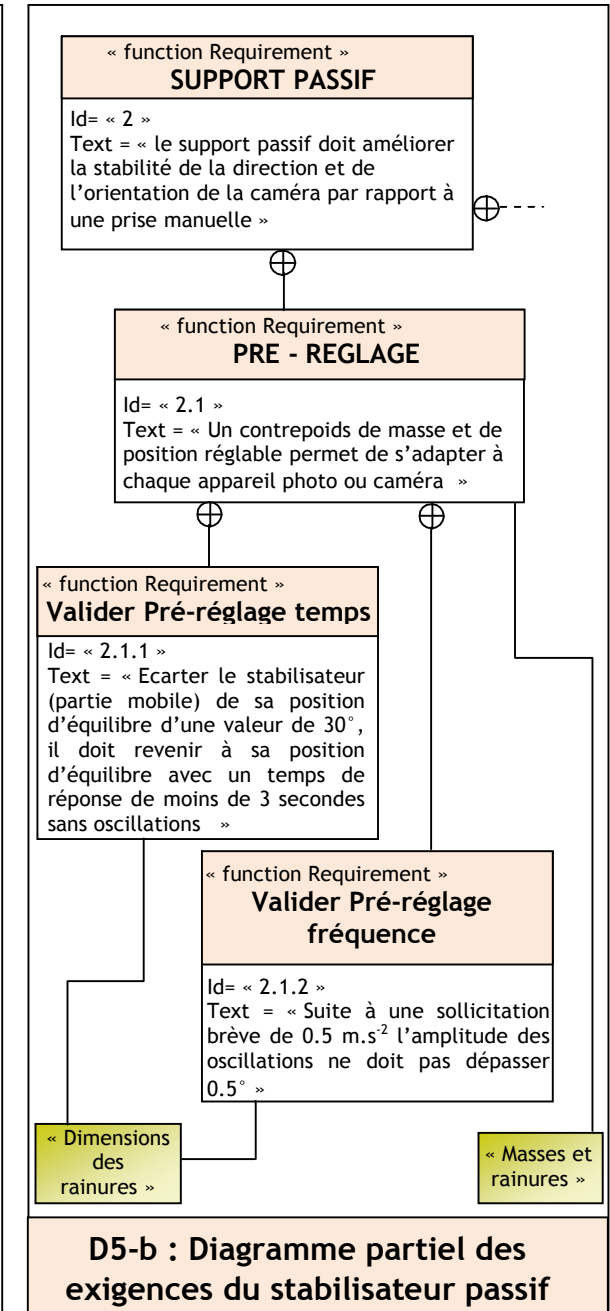 « function Requirement »
SUPPORT PASSIF
Id= « 2 »
Text = « le support passif doit améliorer
la stabilité de la direction et de
l'orientation de la caméra par rapport à
une prise manuelle »
« function Requirement »
PRE - REGLAGE
Id= « 2.1 »
Text = « Un contrepoids de masse et de
position réglable permet de s'adapter à
chaque appareil photo ou caméra »
« function Requirement »
Valider Pré-réglage temps
Id= « 2.1.1 »
Text = « Ecarter le stabilisateur
(partie mobile) de sa position
d'équilibre d'une valeur de 30°,
il doit revenir à sa position
d'équilibre avec un temps de
réponse de moins de 3 secondes
sans oscillations »
« function Requirement »
Valider Pré-réglage
fréquence
Id= « 2.1.2 »
Text = « Suite à une sollicitation
brève de 0.5 m.s⁻² l'amplitude des
oscillations ne doit pas dépasser
0.5° »
« Dimensions
des
rainures »
« Masses et
rainures »
D5-b : Diagramme partiel des
exigences du stabilisateur passif